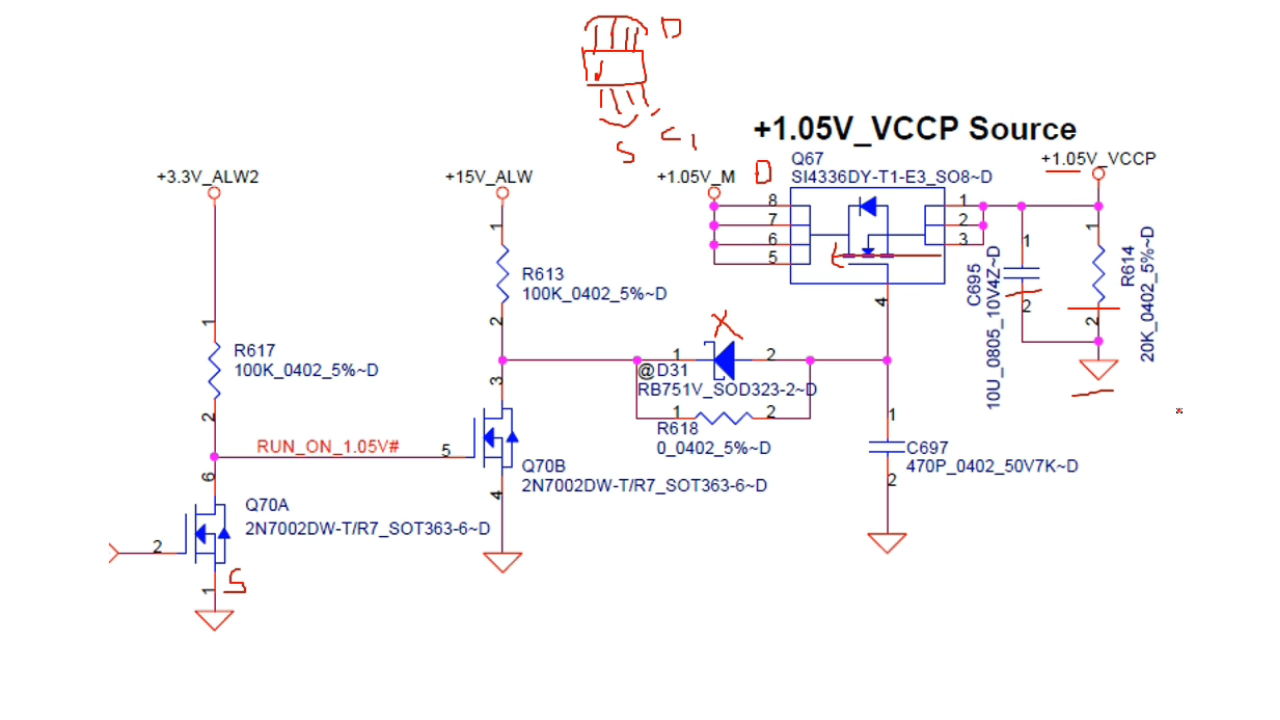 D
S
+1.05V_VCCP Source
+3.3V_ALW2
+15V_ALW
+1.05V_M
D
Q67
SI4336DY-T1-E3_SO8~D
+1.05V_VCCP
8
7
6
5
1
2
3
4
1
R613
100K_0402_5%~D
2
1
C695
10U_0805_10V4Z~D
2
1
R614
20K_0402_5%~D
2
1
R617
100K_0402_5%~D
2
X
1
2
@D31
RB751V_SOD323-2~D
1
2
R618
0_0402_5%~D
3
RUN_ON_1.05V#
5
Q70B
2N7002DW-T/R7_SOT363-6~D
4
1
C697
470P_0402_50V7K~D
2
6
Q70A
2N7002DW-T/R7_SOT363-6~D
2
1
S